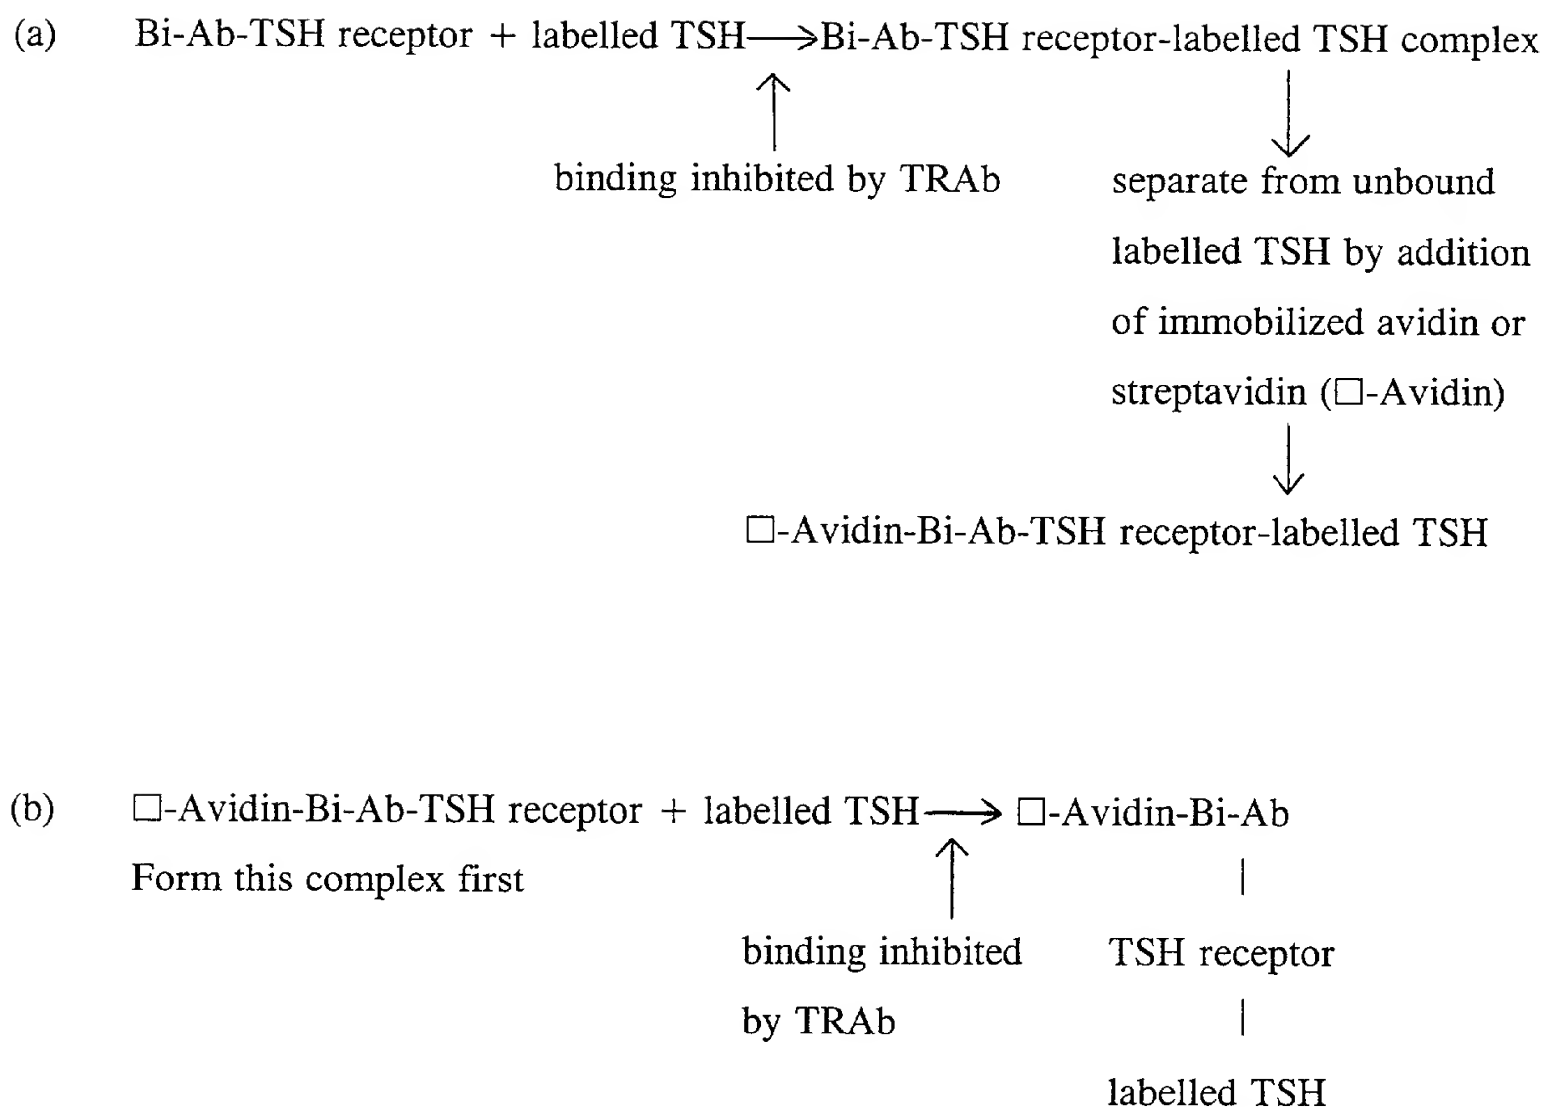 (a) Bi-Ab-TSH receptor + labelled TSH⟶Bi-Ab-TSH receptor-labelled TSH complex
binding inhibited by TRAb
separate from unbound
labelled TSH by addition
of immobilized avidin or
streptavidin (□-Avidin)
□-Avidin-Bi-Ab-TSH receptor-labelled TSH
(b) □-Avidin-Bi-Ab-TSH receptor + labelled TSH⟶ □-Avidin-Bi-Ab
Form this complex first
binding inhibited
by TRAb
TSH receptor
labelled TSH